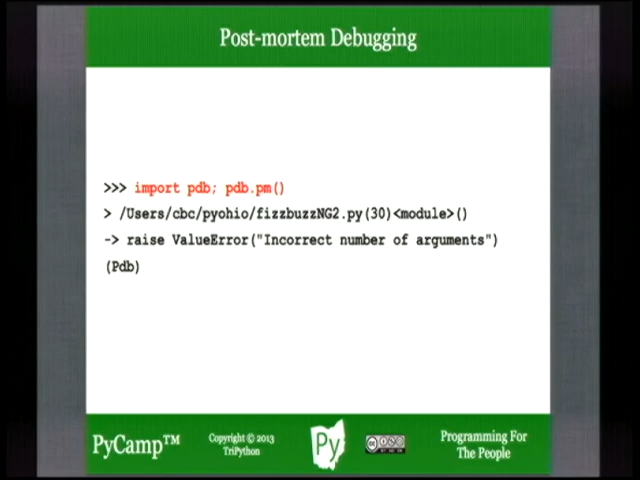 Post-mortem Debugging
>>> import pdb; pdb.pm()
> /Users/cbc/pyohio/fizzbuzzNG2.py(30)<module>()
-> raise ValueError("Incorrect number of arguments")
(Pdb)
PyCamp™
Copyright © 2013
TriPython
Py
Programming For
The People